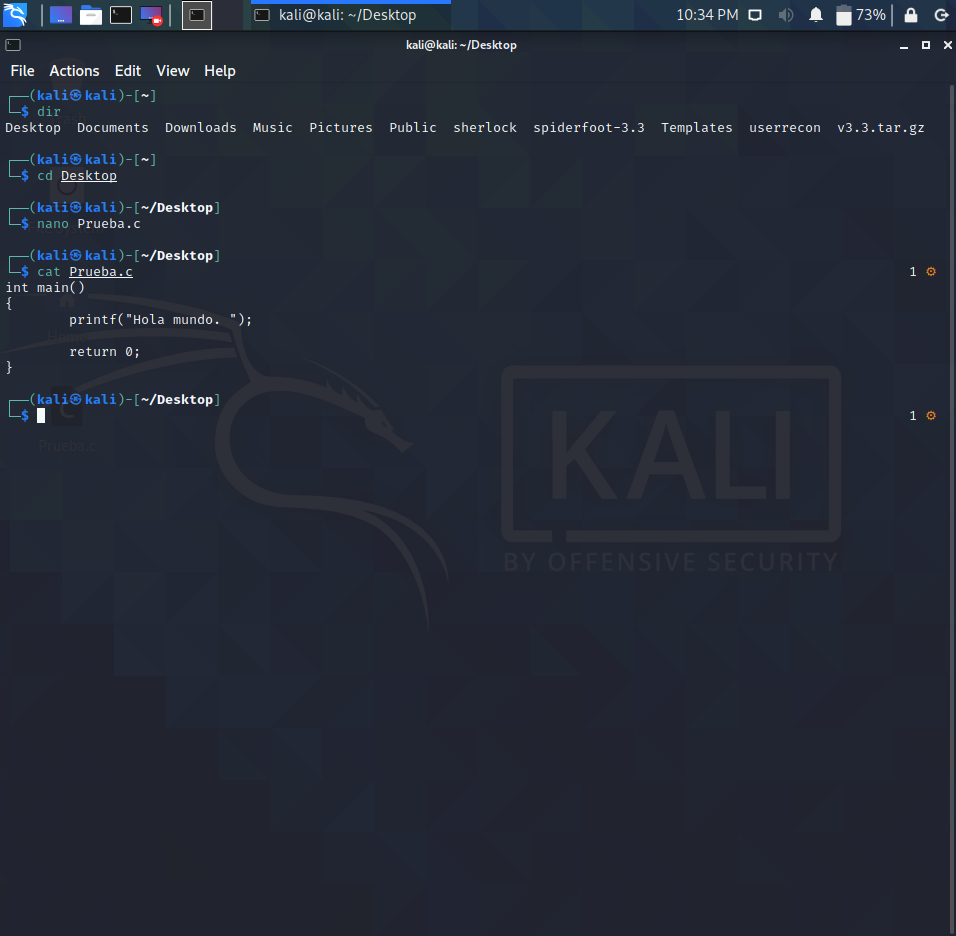 kali@kali: ~/Desktop
10:34 PM
73%
kali@kali: ~/Desktop
File Actions Edit View Help
┌──(kali㉿kali)-[~]
└─$ dir
Desktop Documents Downloads Music Pictures Public sherlock spiderfoot-3.3 Templates userrecon v3.3.tar.gz
┌──(kali㉿kali)-[~]
└─$ cd Desktop
┌──(kali㉿kali)-[~/Desktop]
└─$ nano Prueba.c
┌──(kali㉿kali)-[~/Desktop]
└─$ cat Prueba.c 1 ⚙
int main()
{
printf("Hola mundo. ");
return 0;
}
┌──(kali㉿kali)-[~/Desktop]
└─$ 1 ⚙
C
Prueba.c
KALI
BY OFFENSIVE SECURITY